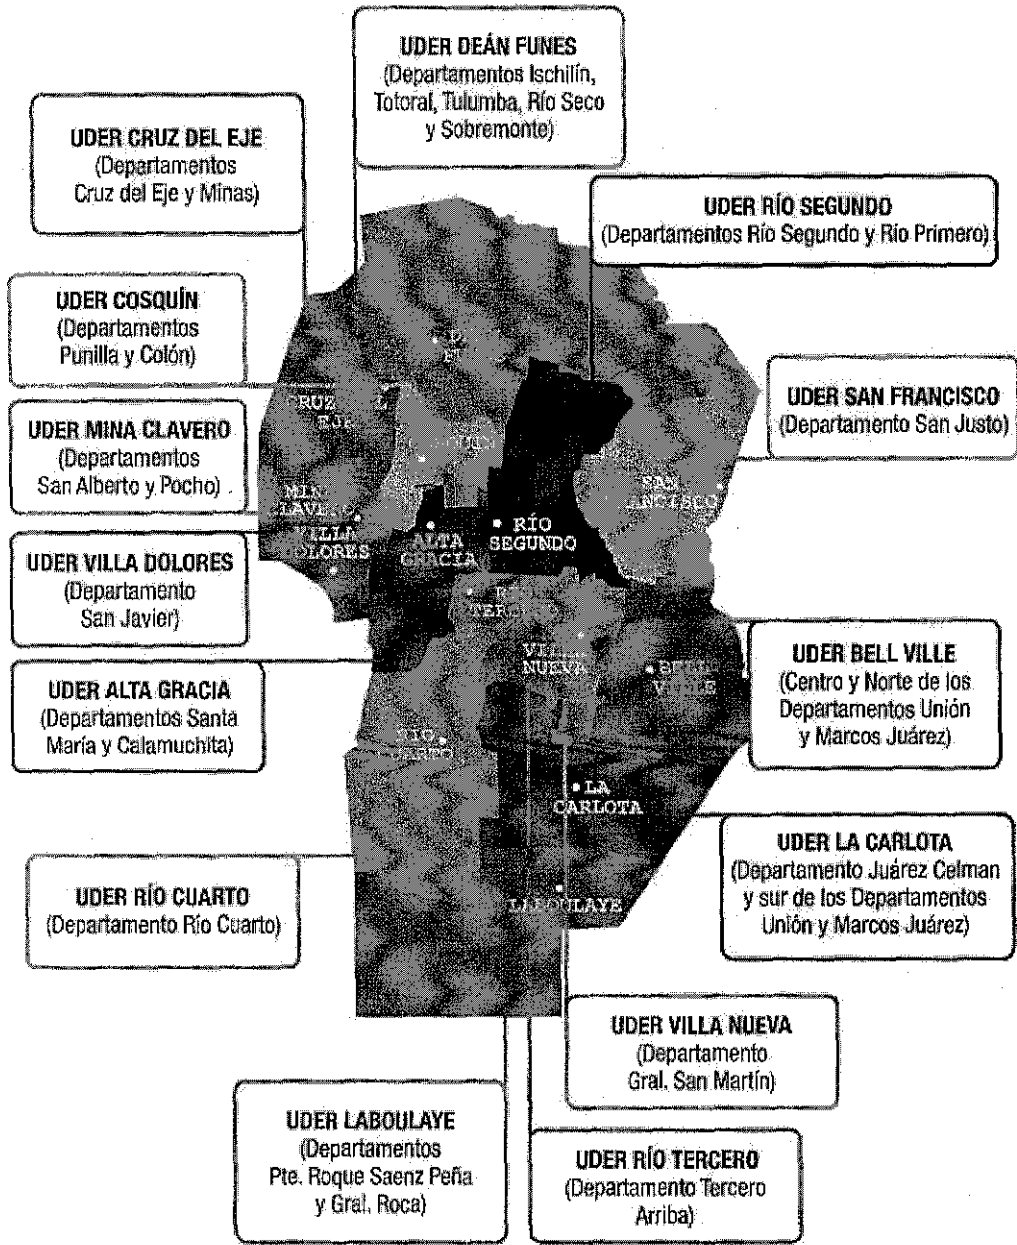 UDER DEÁN FUNES
(Departamentos Ischilín,
Totoral, Tulumba, Río Seco
y Sobremonte)
UDER CRUZ DEL EJE
(Departamentos
Cruz del Eje y Minas)
UDER RÍO SEGUNDO
(Departamentos Río Segundo y Río Primero)
UDER COSQUÍN
(Departamentos
Punilla y Colón)
UDER SAN FRANCISCO
(Departamento San Justo)
UDER MINA CLAVERO
(Departamentos
San Alberto y Pocho)
UDER VILLA DOLORES
(Departamento
San Javier)
UDER ALTA GRACIA
(Departamentos Santa
María y Calamuchita)
UDER BELL VILLE
(Centro y Norte de los
Departamentos Unión
y Marcos Juárez)
UDER LA CARLOTA
(Departamento Juárez Celman
y sur de los Departamentos
Unión y Marcos Juárez)
UDER RÍO CUARTO
(Departamento Río Cuarto)
UDER VILLA NUEVA
(Departamento
Gral. San Martín)
UDER LABOULAYE
(Departamentos
Pte. Roque Saenz Peña
y Gral. Roca)
UDER RÍO TERCERO
(Departamento Tercero
Arriba)
ALTA
GRACIA
RÍO
SEGUNDO
VILLA
NUEVA
BELL
VILLE
LA
CARLOTA
LABOULAYE